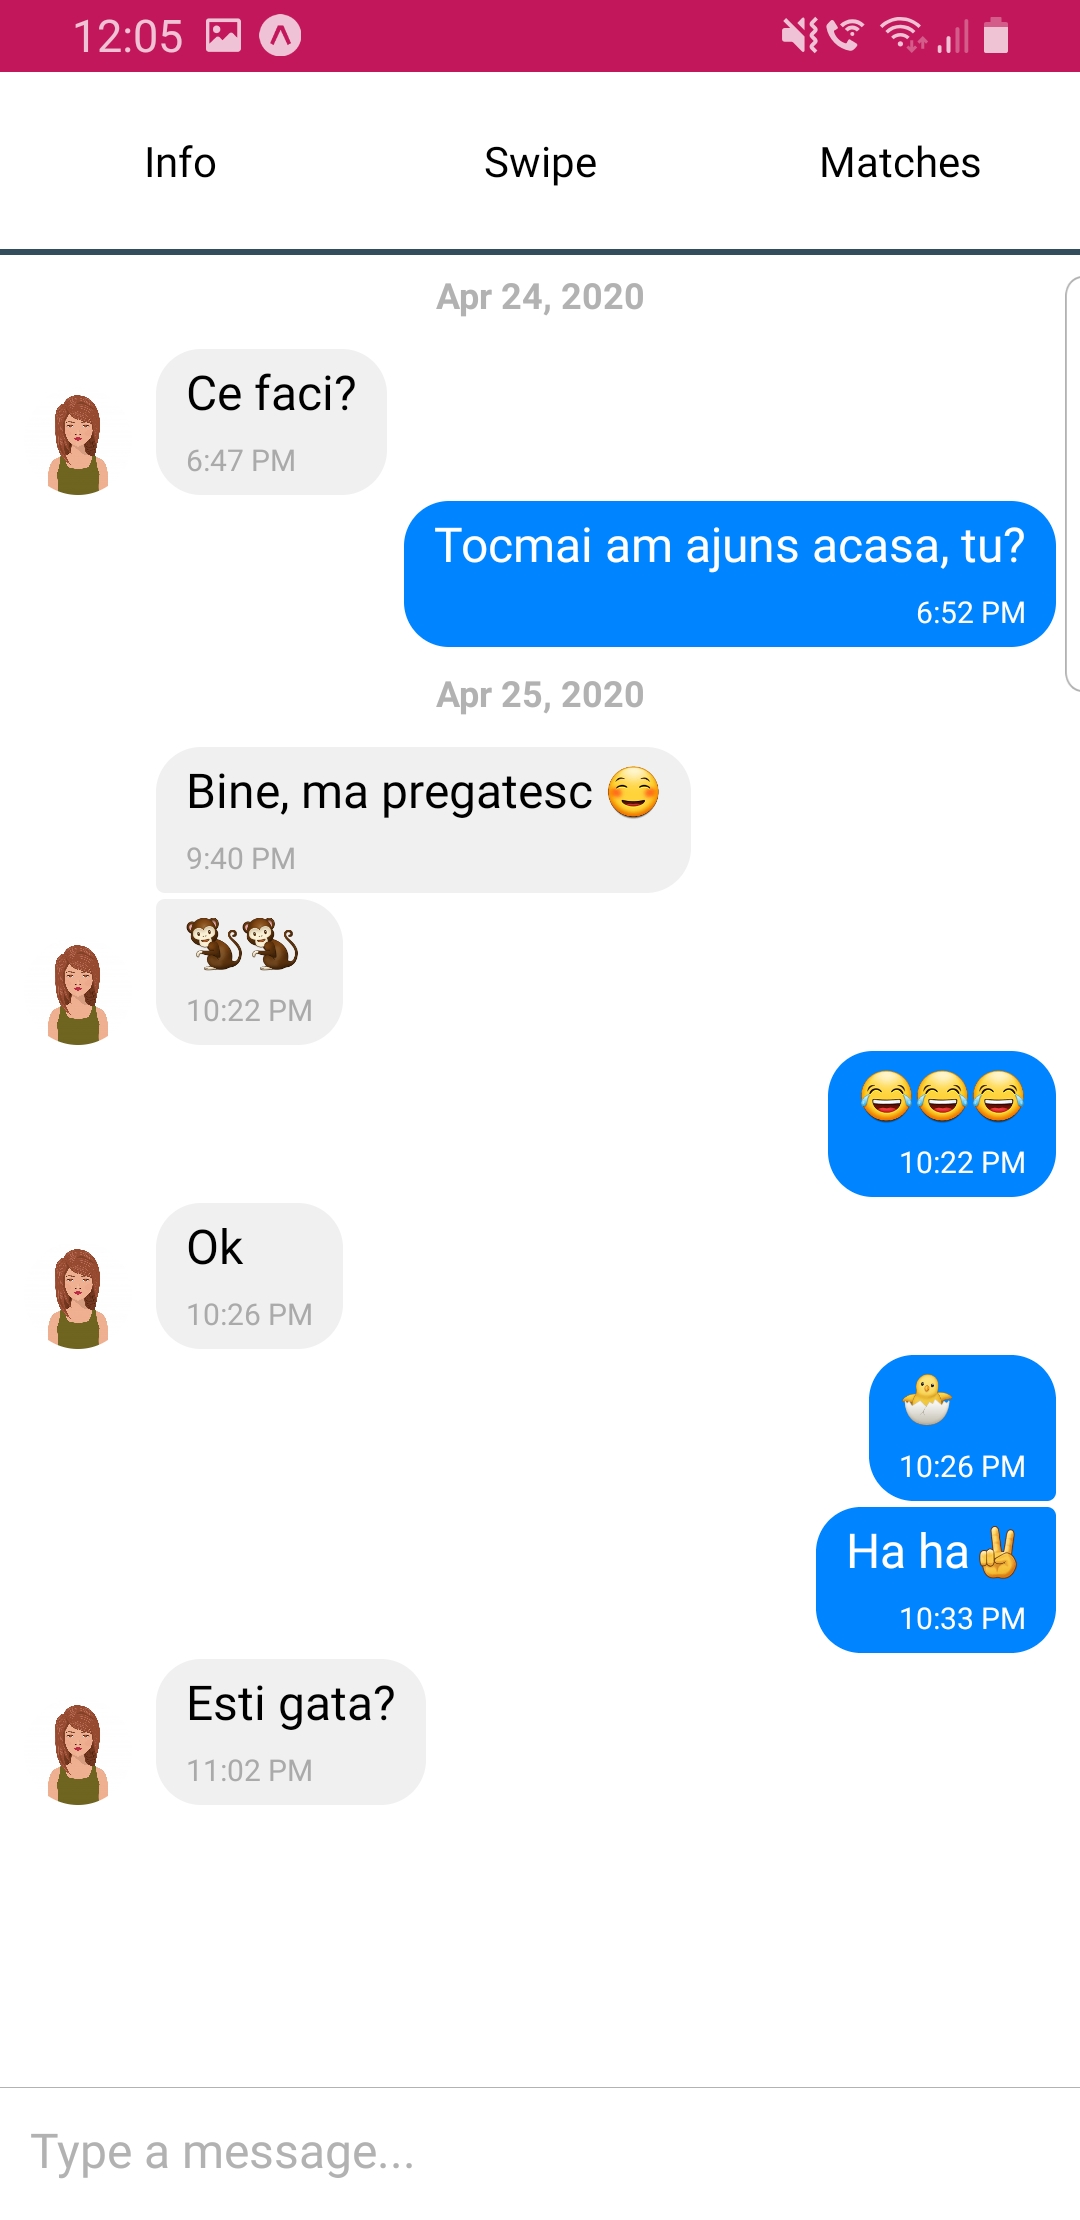 12:05
Info Swipe Matches
Apr 24, 2020
Ce faci?
6:47 PM
Tocmai am ajuns acasa, tu?
6:52 PM
Apr 25, 2020
Bine, ma pregatesc 😊
9:40 PM
🐒🐒
10:22 PM
😂😂😂
10:22 PM
Ok
10:26 PM
🐣
10:26 PM
Ha ha✌
10:33 PM
Esti gata?
11:02 PM
Type a message...